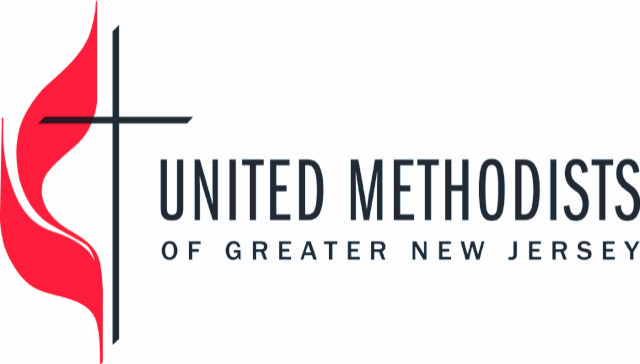 UNITED METHODISTS
OF GREATER NEW JERSEY